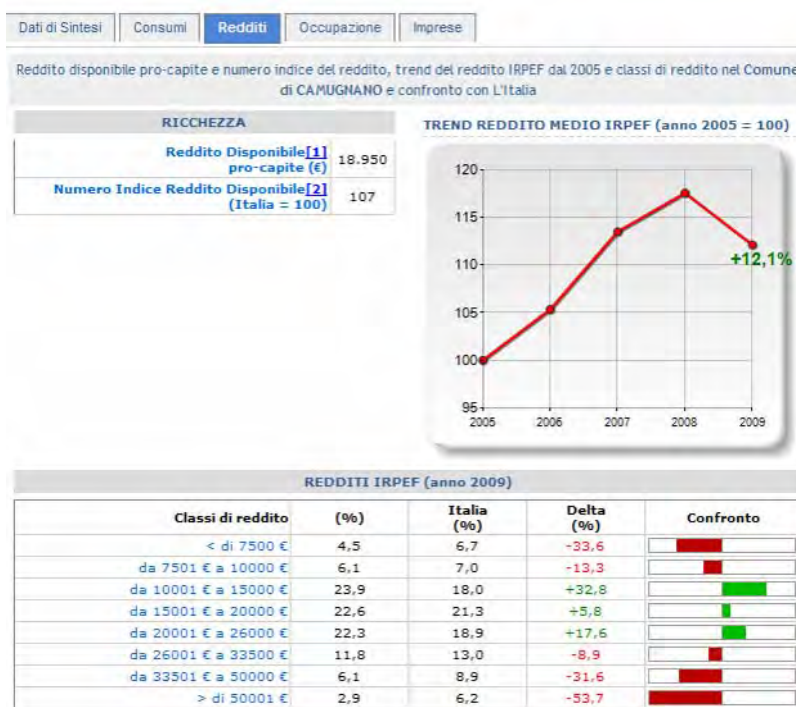 Dati di Sintesi Consumi Redditi Occupazione Imprese
Reddito disponibile pro-capite e numero indice del reddito, trend del reddito IRPEF dal 2005 e classi di reddito nel Comune
di CAMUGNANO e confronto con L'Italia
RICCHEZZA
Reddito Disponibile[1]
pro-capite (€) 18.950
Numero Indice Reddito Disponibile[2]
(Italia = 100) 107
TREND REDDITO MEDIO IRPEF (anno 2005 = 100)
120
115
110
105
100
95
+12,1%
2005 2006 2007 2008 2009
REDDITI IRPEF (anno 2009)
Classi di reddito (%) Italia (%) Delta (%) Confronto
< di 7500 € 4,5 6,7 -33,6
da 7501 € a 10000 € 6,1 7,0 -13,3
da 10001 € a 15000 € 23,9 18,0 +32,8
da 15001 € a 20000 € 22,6 21,3 +5,8
da 20001 € a 26000 € 22,3 18,9 +17,6
da 26001 € a 33500 € 11,8 13,0 -8,9
da 33501 € a 50000 € 6,1 8,9 -31,6
> di 50001 € 2,9 6,2 -53,7